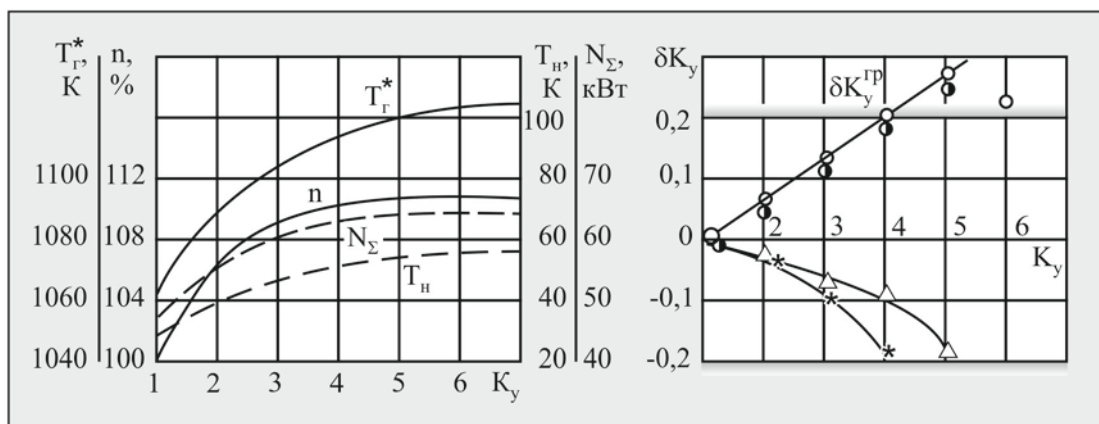 T*г, К
n, %
1100 112
1080 108
1060 104
1040 100
T*г
n
NΣ
Tн
1 2 3 4 5 6 Kу
Tн, К
NΣ, кВт
100
80 70
60 60
40 50
20 40
δKу
δKугр
0,2
0,1
0
-0,1
-0,2
2 3 4 5 6
Kу